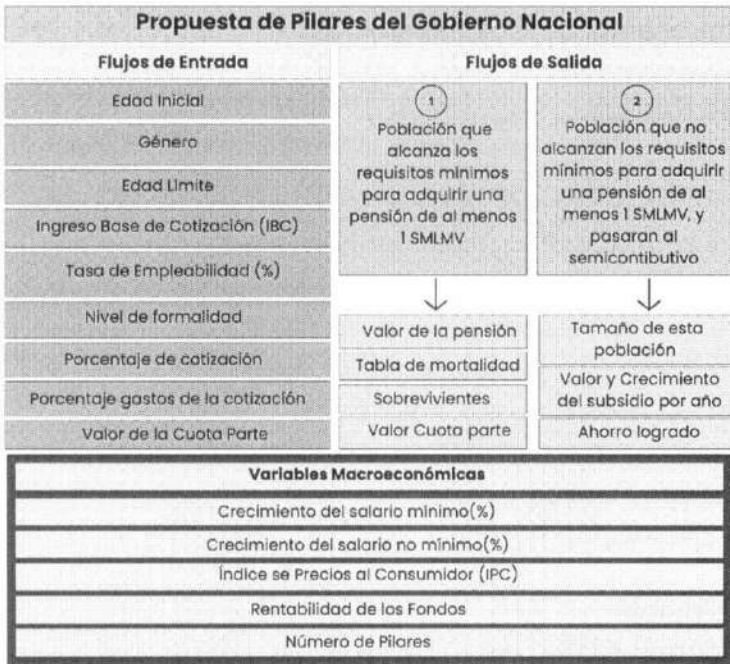 Propuesta de Pilares del Gobierno Nacional
Flujos de Entrada
Edad Inicial
Género
Edad Limite
Ingreso Base de Cotización (IBC)
Tasa de Empleabilidad (%)
Nivel de formalidad
Porcentaje de cotización
Porcentaje gastos de la cotización
Valor de la Cuota Parte
Flujos de Salida
1
Población que
alcanza los
requisitos mínimos
para adquirir una
pensión de al menos
1 SMLMV
Valor de la pensión
Tabla de mortalidad
Sobrevivientes
Valor Cuota parte
2
Población que no
alcanzan los requisitos
mínimos para adquirir
una pensión de al
menos 1 SMLMV, y
pasaran al
semicontibutivo
Tamaño de esta
población
Valor y Crecimiento
del subsidio por año
Ahorro logrado
Variables Macroeconómicas
Crecimiento del salario mínimo(%)
Crecimiento del salario no mínimo(%)
Índice se Precios al Consumidor (IPC)
Rentabilidad de los Fondos
Número de Pilares